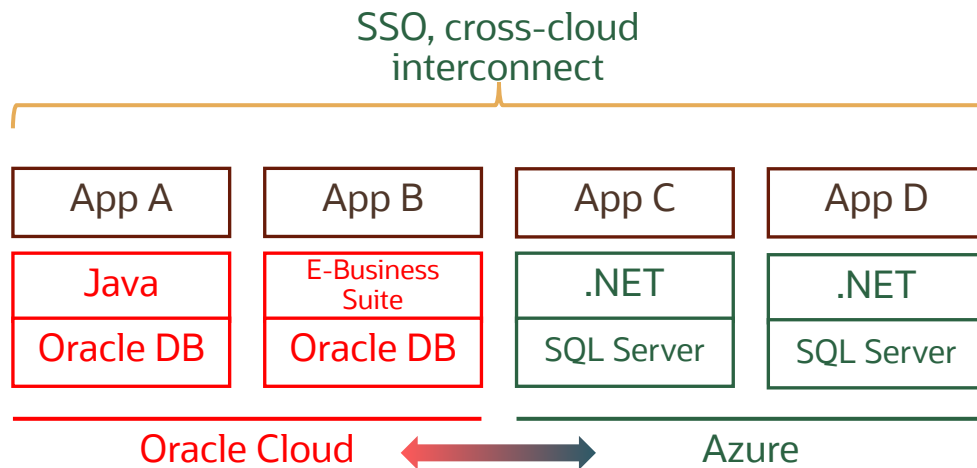 SSO, cross-cloud
interconnect
App A
App B
App C
App D
Java
E-Business
Suite
.NET
.NET
Oracle DB
Oracle DB
SQL Server
SQL Server
Oracle Cloud
Azure